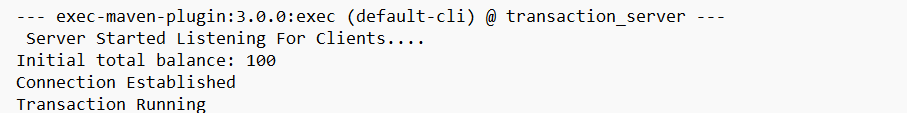 --- exec-maven-plugin:3.0.0:exec (default-cli) @ transaction_server ---
Server Started Listening For Clients....
Initial total balance: 100
Connection Established
Transaction Running